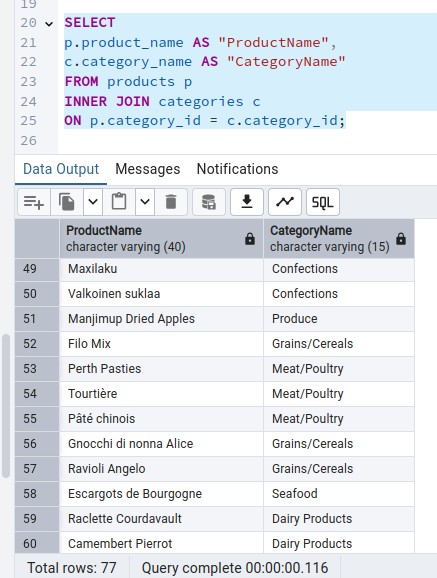 19
20 SELECT
21 p.product_name AS "ProductName",
22 c.category_name AS "CategoryName"
23 FROM products p
24 INNER JOIN categories c
25 ON p.category_id = c.category_id;
26
Data Output Messages Notifications
SQL
ProductName CategoryName
character varying (40) character varying (15)
49 Maxilaku Confections
50 Valkoinen suklaa Confections
51 Manjimup Dried Apples Produce
52 Filo Mix Grains/Cereals
53 Perth Pasties Meat/Poultry
54 Tourtière Meat/Poultry
55 Pâté chinois Meat/Poultry
56 Gnocchi di nonna Alice Grains/Cereals
57 Ravioli Angelo Grains/Cereals
58 Escargots de Bourgogne Seafood
59 Raclette Courdavault Dairy Products
60 Camembert Pierrot Dairy Products
Total rows: 77 Query complete 00:00:00.116